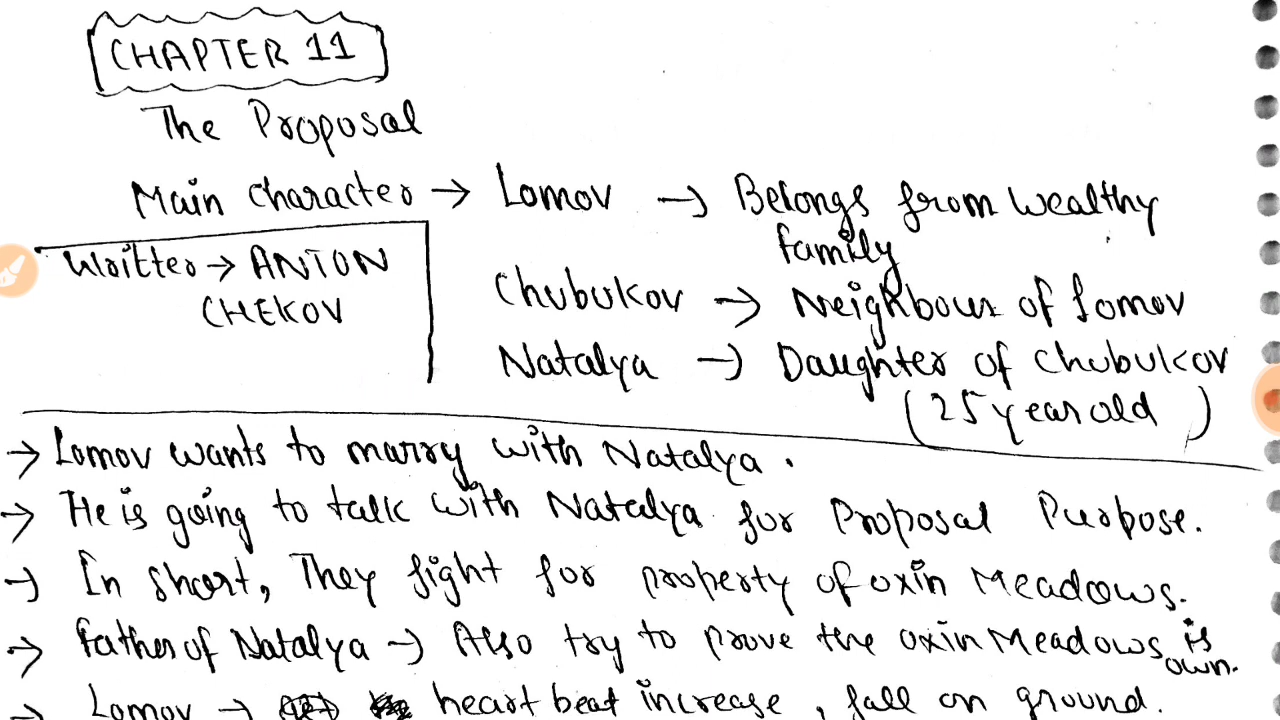 CHAPTER 11
The Proposal
Main character → Lomov → Belongs from wealthy
family
Writter → ANTON
CHEKOV
Chubukov → Neighbour of Lomov
Natalya → Daughter of Chubukov
(25 year old)
→ Lomov wants to marry with Natalya.
→ He is going to talk with Natalya for Proposal Purpose.
→ In short, They fight for property of oxin Meadows.
→ father of Natalya → Also try to prove the oxin Meadows is
own.
→ Lomov → heart beat increase, fall on ground.